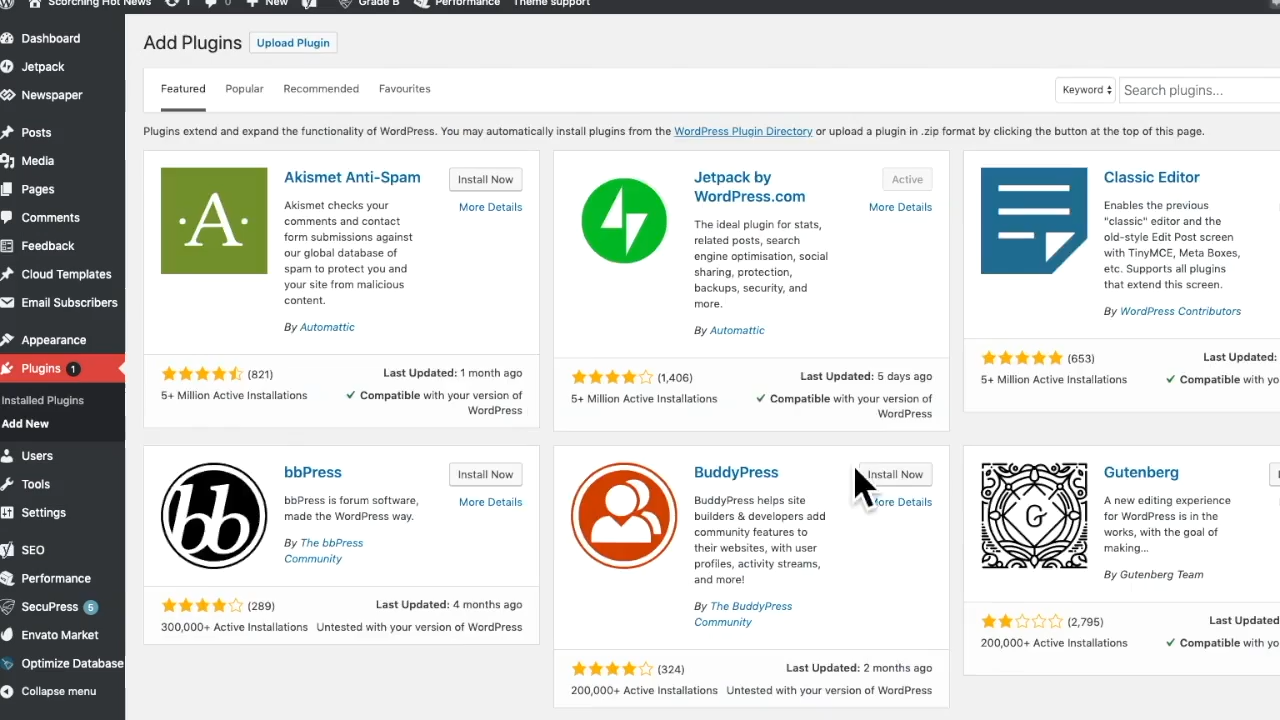 Scorching Hot News 1 0 New Grade B Performance Theme support
Dashboard
Jetpack
Newspaper
Posts
Media
Pages
Comments
Feedback
Cloud Templates
Email Subscribers
Appearance
Plugins 1
Installed Plugins
Add New
Users
Tools
Settings
SEO
Performance
SecuPress 5
Envato Market
Optimize Database
Collapse menu
Add Plugins Upload Plugin
Featured Popular Recommended Favourites Keyword Search plugins...
Plugins extend and expand the functionality of WordPress. You may automatically install plugins from the WordPress Plugin Directory or upload a plugin in .zip format by clicking the button at the top of this page.
A
Akismet Anti-Spam
Install Now
More Details
Akismet checks your
comments and contact
form submissions against
our global database of
spam to protect you and
your site from malicious
content.
By Automattic
(821)
Last Updated: 1 month ago
5+ Million Active Installations
Compatible with your version of
WordPress
Jetpack by
WordPress.com
Active
More Details
The ideal plugin for stats,
related posts, search
engine optimisation, social
sharing, protection,
backups, security, and
more.
By Automattic
(1,406)
Last Updated: 5 days ago
5+ Million Active Installations
Compatible with your version of
WordPress
Classic Editor
Enables the previous
"classic" editor and the
old-style Edit Post screen
with TinyMCE, Meta Boxes,
etc. Supports all plugins
that extend this screen.
By WordPress Contributors
(653)
Last Updated:
5+ Million Active Installations
Compatible with yo
bb
bbPress
Install Now
More Details
bbPress is forum software,
made the WordPress way.
By The bbPress
Community
(289)
Last Updated: 4 months ago
300,000+ Active Installations
Untested with your version of WordPress
BuddyPress
Install Now
More Details
BuddyPress helps site
builders & developers add
community features to
their websites, with user
profiles, activity streams,
and more!
By The BuddyPress
Community
(324)
Last Updated: 2 months ago
200,000+ Active Installations
Untested with your version of WordPress
G
Gutenberg
A new editing experience
for WordPress is in the
works, with the goal of
making...
By Gutenberg Team
(2,795)
Last Updated
200,000+ Active Installations
Compatible with yo